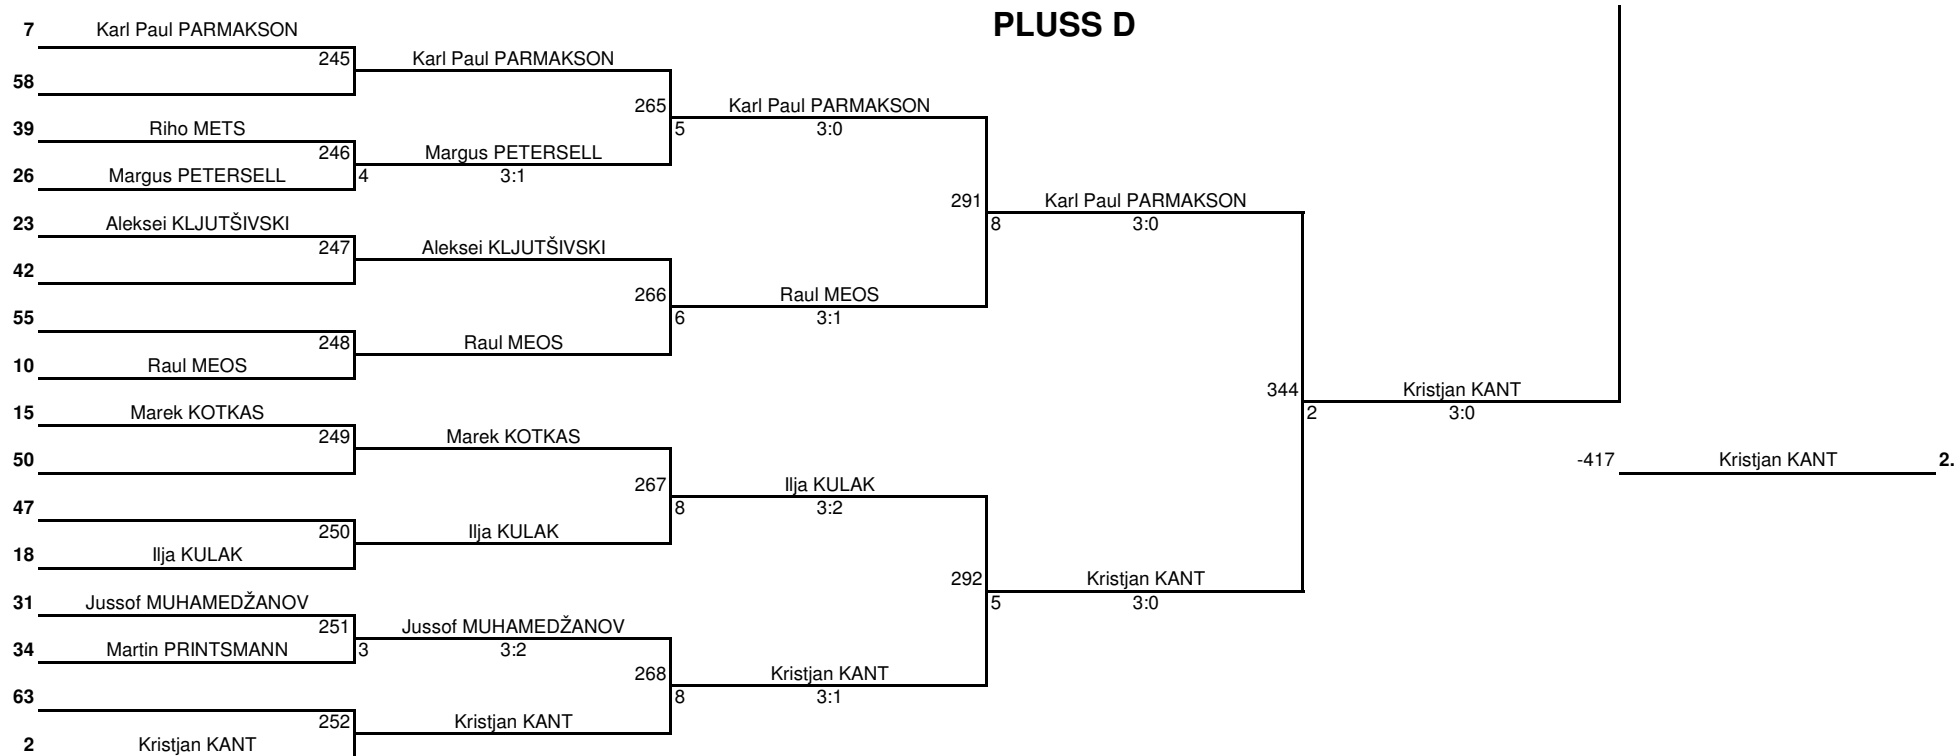 PLUSS D
7 Karl Paul PARMAKSON
245 Karl Paul PARMAKSON
58
265 Karl Paul PARMAKSON
39 Riho METS
5 3:0
246 Margus PETERSELL
26 Margus PETERSELL
4 3:1
291 Karl Paul PARMAKSON
23 Aleksei KLJUTŠIVSKI
8 3:0
247 Aleksei KLJUTŠIVSKI
42
266 Raul MEOS
55
6 3:1
248 Raul MEOS
10 Raul MEOS
344 Kristjan KANT
15 Marek KOTKAS
2 3:0
249 Marek KOTKAS
50
-417 Kristjan KANT 2.
267 Ilja KULAK
47
8 3:2
250 Ilja KULAK
18 Ilja KULAK
292 Kristjan KANT
31 Jussof MUHAMEDŽANOV
5 3:0
251 Jussof MUHAMEDŽANOV
34 Martin PRINTSMANN
3 3:2
268 Kristjan KANT
63
8 3:1
252 Kristjan KANT
2 Kristjan KANT